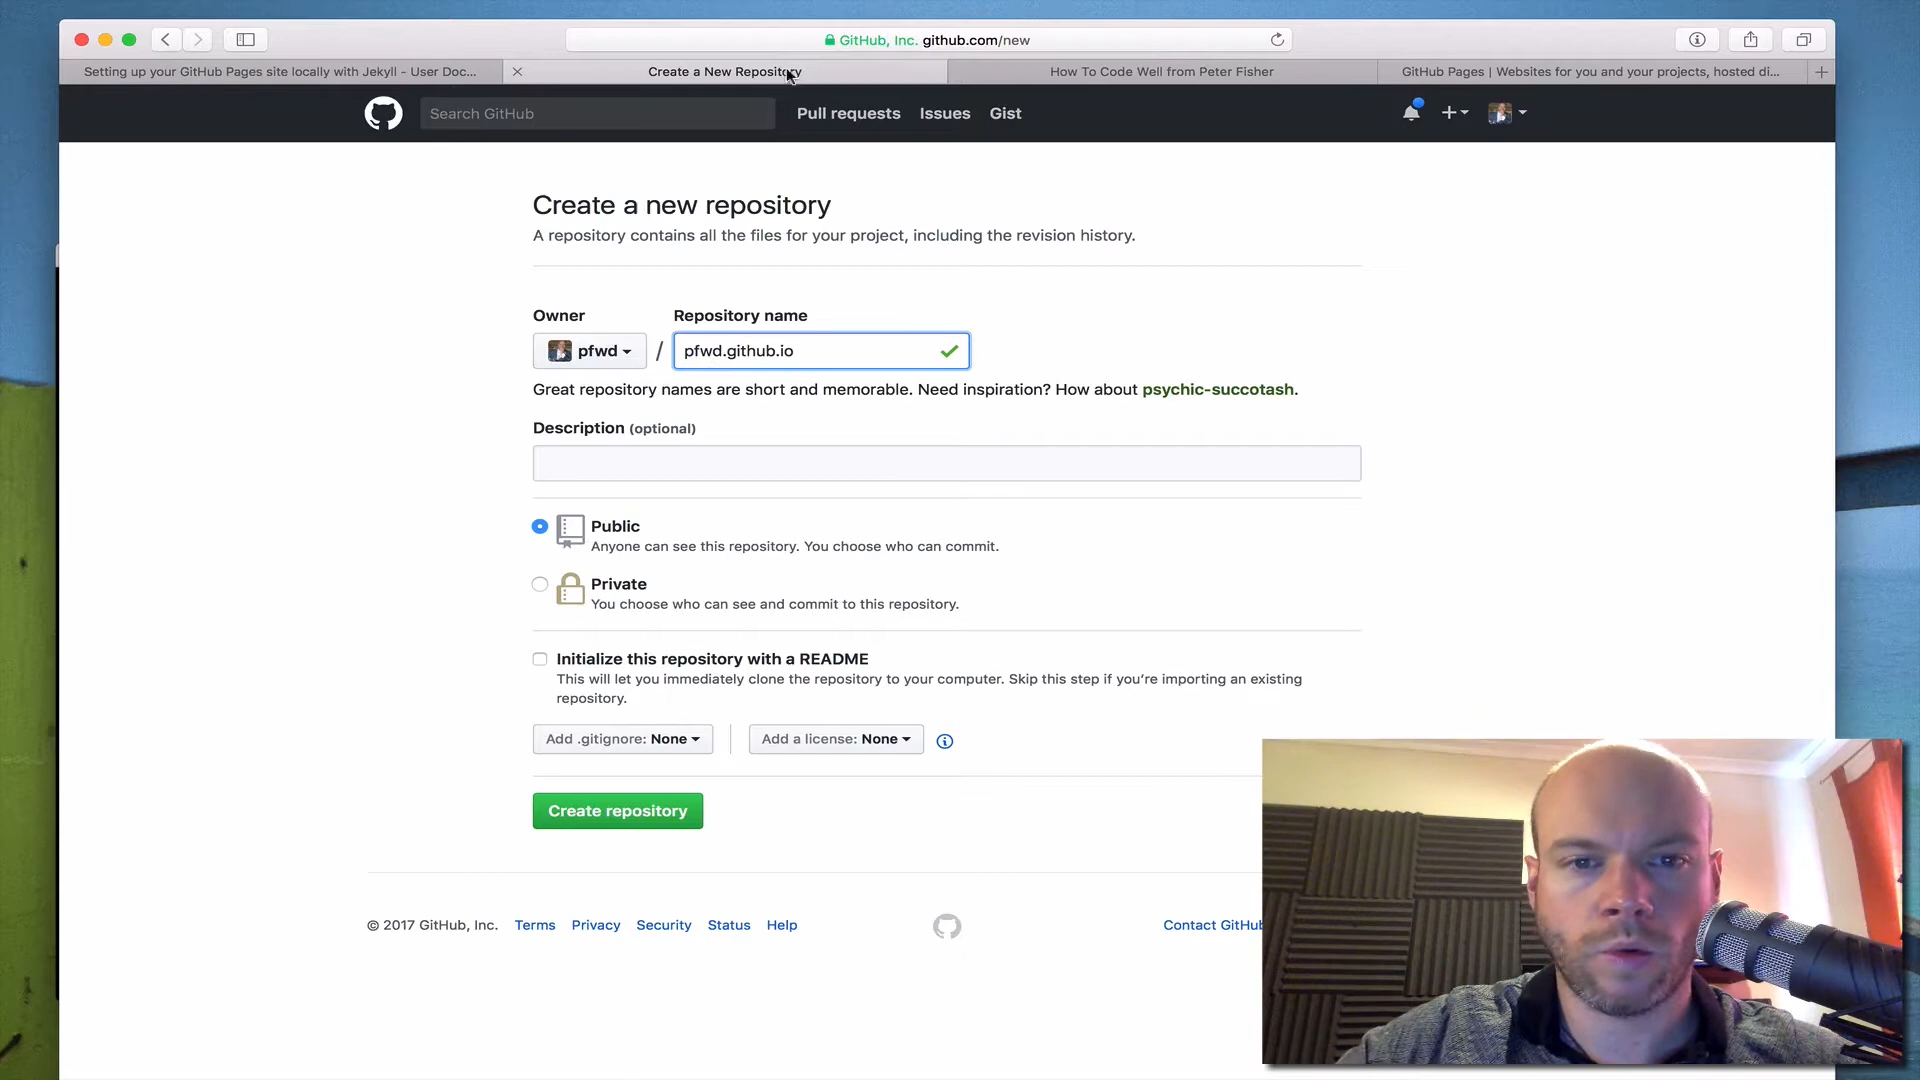 GitHub, Inc. github.com/new
Setting up your GitHub Pages site locally with Jekyll - User Doc...
Create a New Repository
How To Code Well from Peter Fisher
GitHub Pages | Websites for you and your projects, hosted di...
Search GitHub
Pull requests
Issues
Gist
Create a new repository
A repository contains all the files for your project, including the revision history.
Owner
Repository name
pfwd
/
pfwd.github.io
Great repository names are short and memorable. Need inspiration? How about psychic-succotash.
Description (optional)
Public
Anyone can see this repository. You choose who can commit.
Private
You choose who can see and commit to this repository.
Initialize this repository with a README
This will let you immediately clone the repository to your computer. Skip this step if you’re importing an existing
repository.
Add .gitignore: None
Add a license: None
Create repository
© 2017 GitHub, Inc.
Terms
Privacy
Security
Status
Help
Contact GitHub